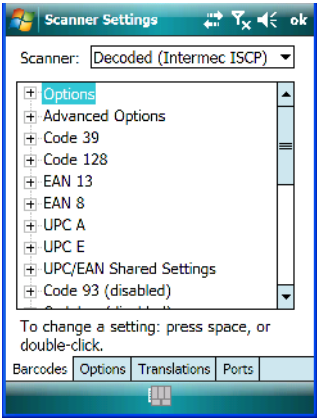 Scanner Settings ok
Scanner: Decoded (Intermec ISCP)
Options
Advanced Options
Code 39
Code 128
EAN 13
EAN 8
UPC A
UPC E
UPC/EAN Shared Settings
Code 93 (disabled)
To change a setting: press space, or
double-click.
Barcodes Options Translations Ports